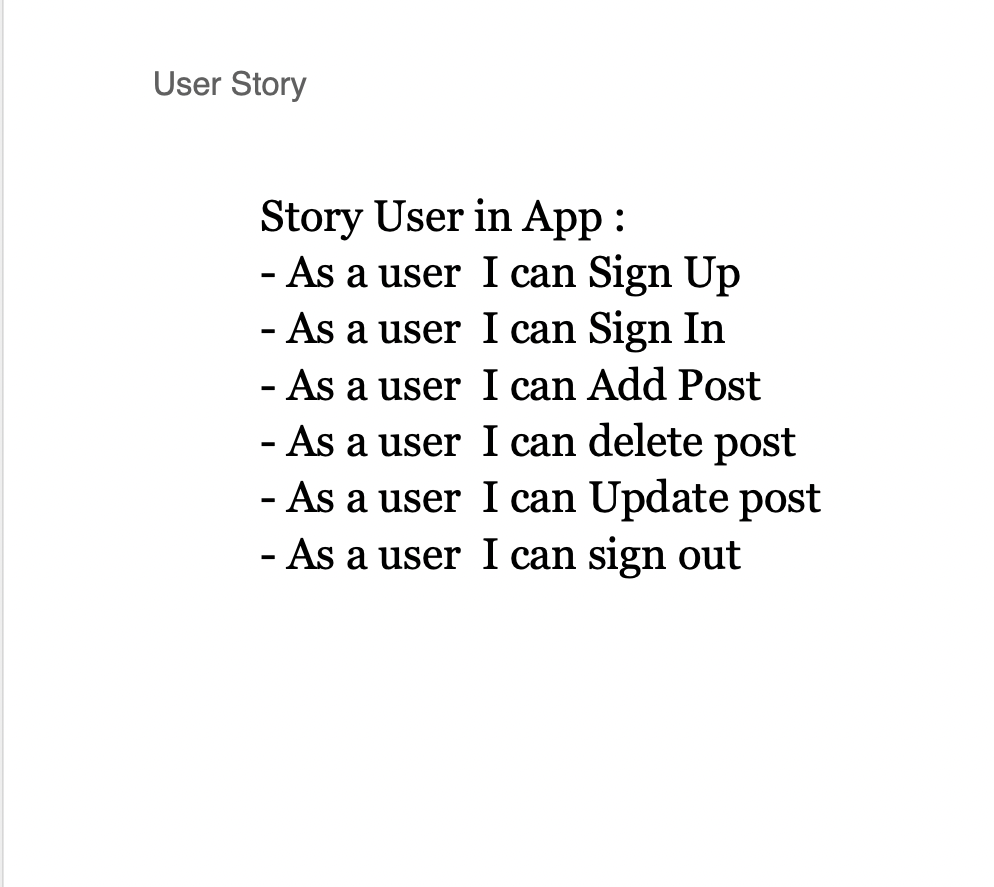 User Story
Story User in App :
- As a user  I can Sign Up
- As a user  I can Sign In
- As a user  I can Add Post
- As a user  I can delete post
- As a user  I can Update post
- As a user  I can sign out